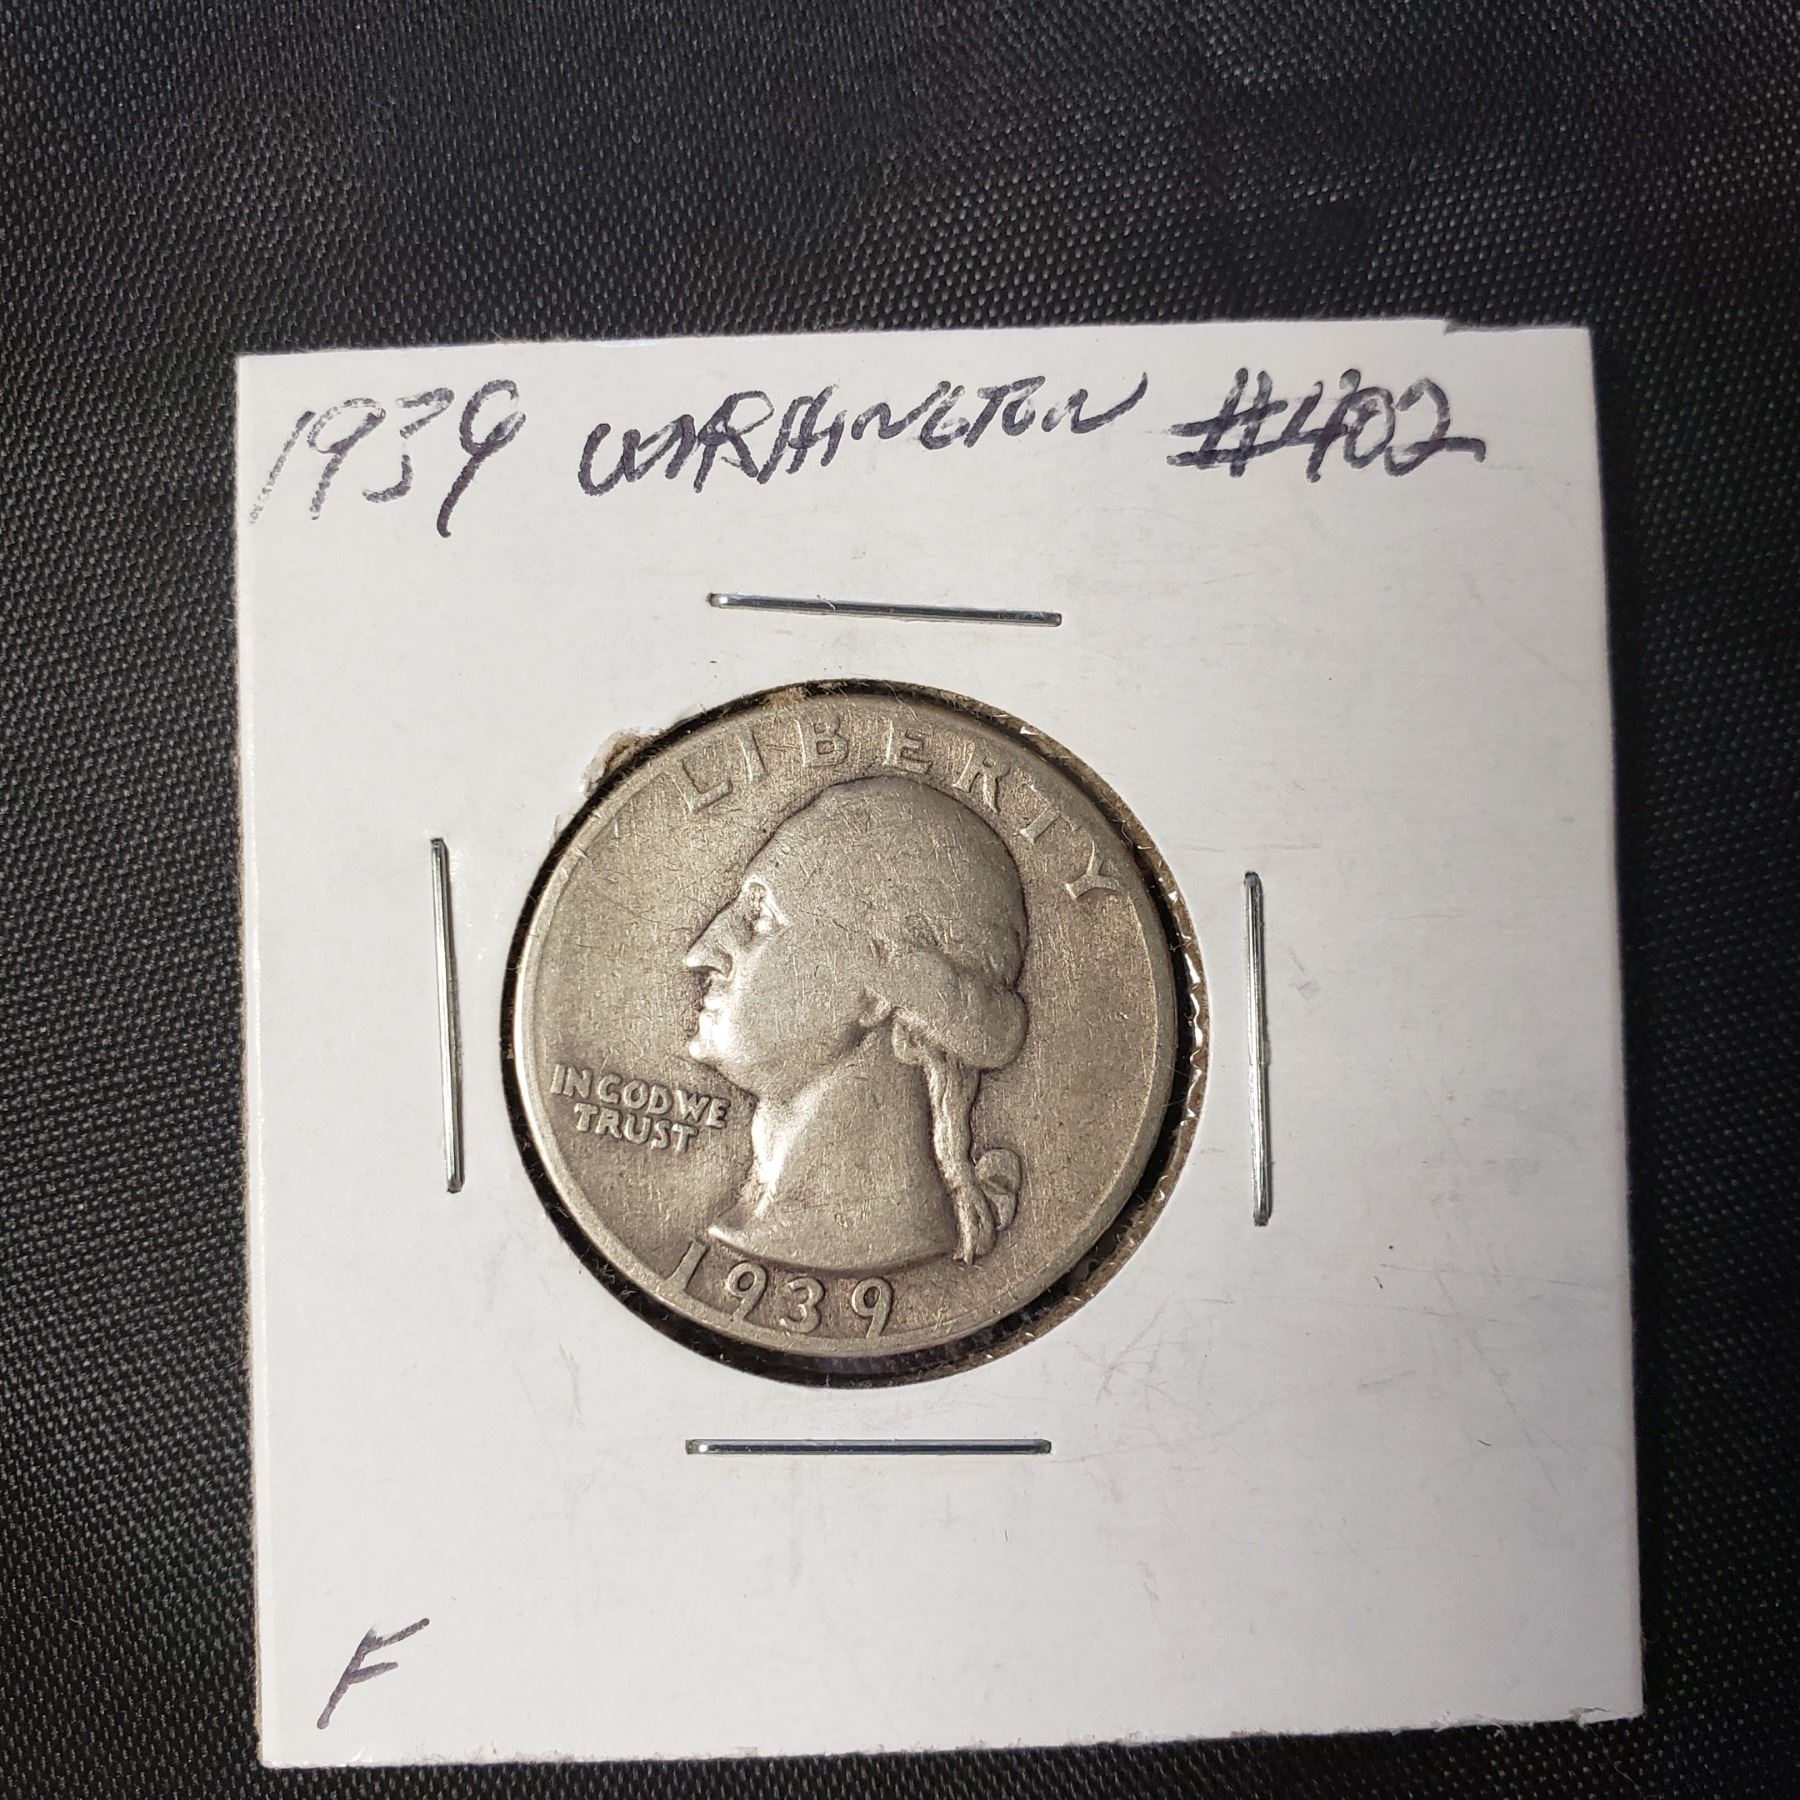 1939 WASHINGTON #402
LIBERTY
IN GOD WE
TRUST
1939
F